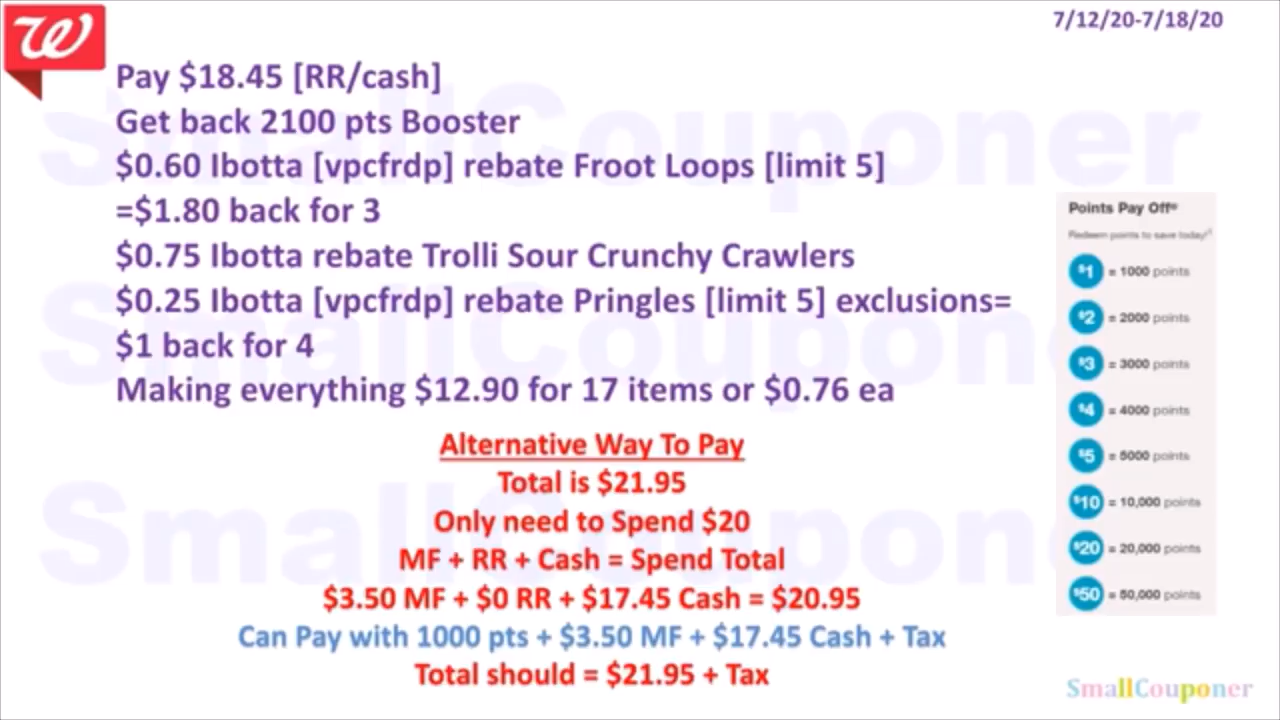 7/12/20-7/18/20
Pay $18.45 [RR/cash]
Get back 2100 pts Booster
$0.60 Ibotta [vpcfrdp] rebate Froot Loops [limit 5]
=$1.80 back for 3
$0.75 Ibotta rebate Trolli Sour Crunchy Crawlers
$0.25 Ibotta [vpcfrdp] rebate Pringles [limit 5] exclusions=
$1 back for 4
Making everything $12.90 for 17 items or $0.76 ea
Alternative Way To Pay
Total is $21.95
Only need to Spend $20
MF + RR + Cash = Spend Total
$3.50 MF + $0 RR + $17.45 Cash = $20.95
Can Pay with 1000 pts + $3.50 MF + $17.45 Cash + Tax
Total should = $21.95 + Tax
Points Pay Off®
Redeem points to save today!¹
$1 = 1000 points
$2 = 2000 points
$3 = 3000 points
$4 = 4000 points
$5 = 5000 points
$10 = 10,000 points
$20 = 20,000 points
$50 = 50,000 points
SmallCouponer
SmallCouponer
SmallCouponer
SmallCouponer
W